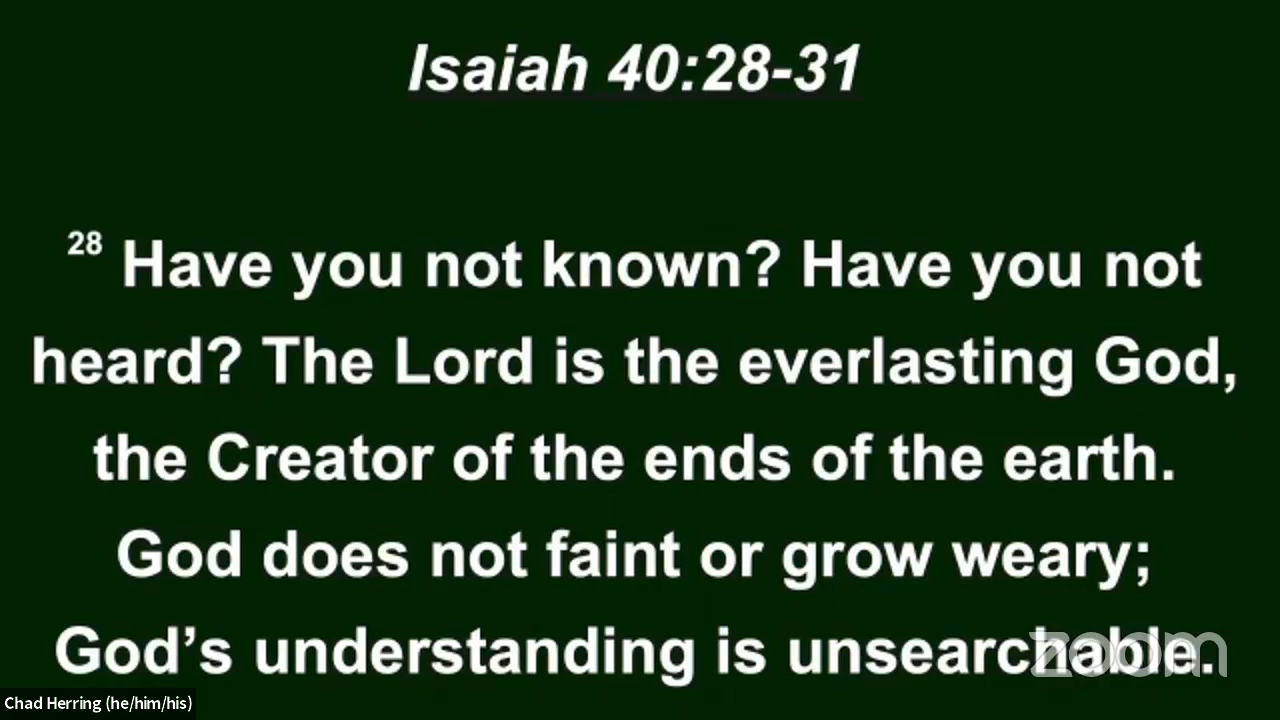 Isaiah 40:28-31
28 Have you not known? Have you not
heard? The Lord is the everlasting God,
the Creator of the ends of the earth.
God does not faint or grow weary;
God’s understanding is unsearchable.
zoom
Chad Herring (he/him/his)